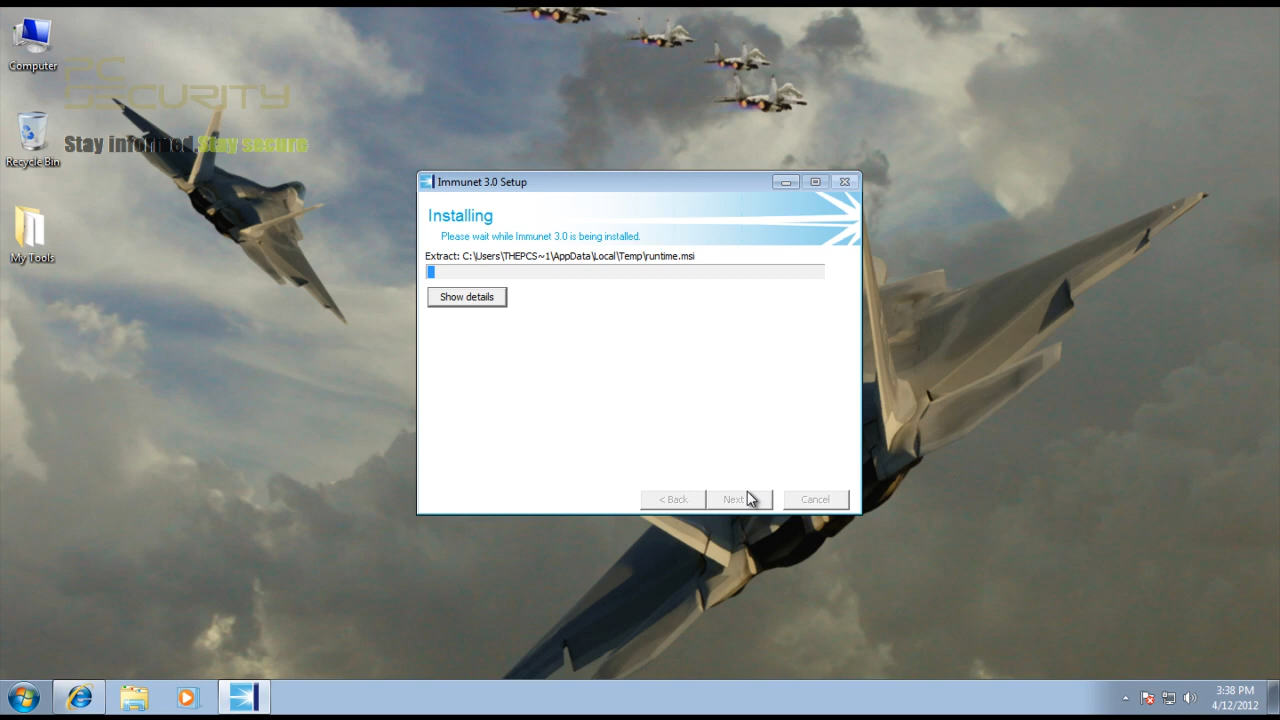 Computer
PC
SECURITY
Stay informed.Stay secure
Recycle Bin
My Tools
Immunet 3.0 Setup
Installing
Please wait while Immunet 3.0 is being installed.
Extract: C:\Users\THEPCS~1\AppData\Local\Temp\runtime.msi
Show details
< Back
Next
Cancel
3:38 PM
4/12/2012